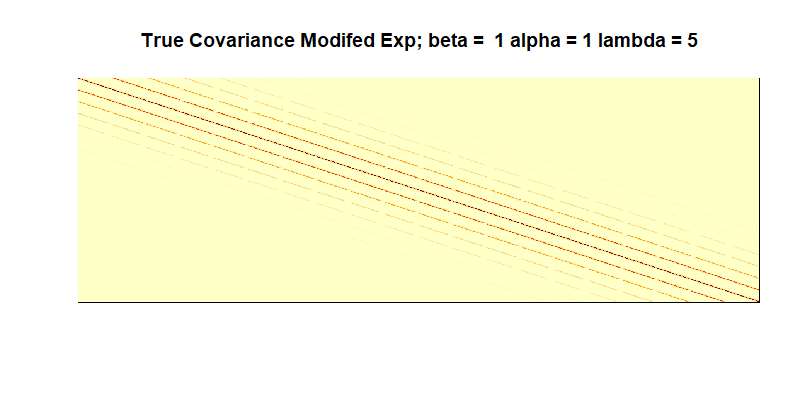 True Covariance Modifed Exp; beta =  1 alpha = 1 lambda = 5